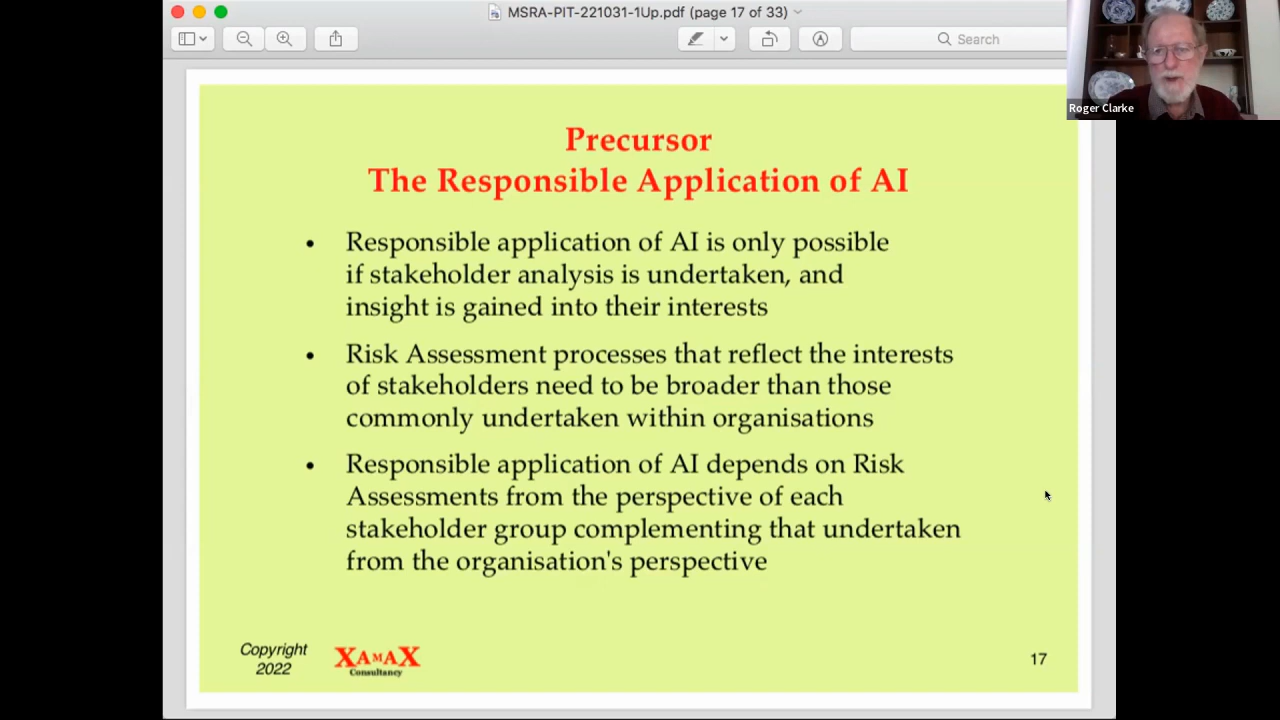 MSRA-PIT-221031-1Up.pdf (page 17 of 33)
Search
Roger Clarke
Precursor
The Responsible Application of AI
• Responsible application of AI is only possible
if stakeholder analysis is undertaken, and
insight is gained into their interests
• Risk Assessment processes that reflect the interests
of stakeholders need to be broader than those
commonly undertaken within organisations
• Responsible application of AI depends on Risk
Assessments from the perspective of each
stakeholder group complementing that undertaken
from the organisation's perspective
Copyright
2022
XAMAX
Consultancy
17